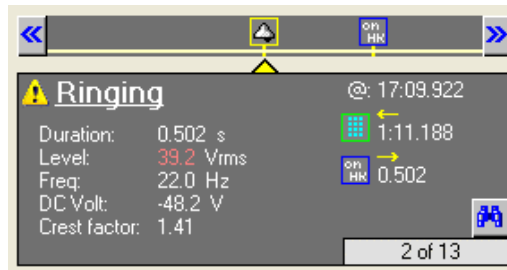 on
HK
Ringing
@: 17:09.922
1:11.188
on
HK 0.502
Duration: 0.502 s
Level: 39.2 Vrms
Freq: 22.0 Hz
DC Volt: -48.2 V
Crest factor: 1.41
2 of 13